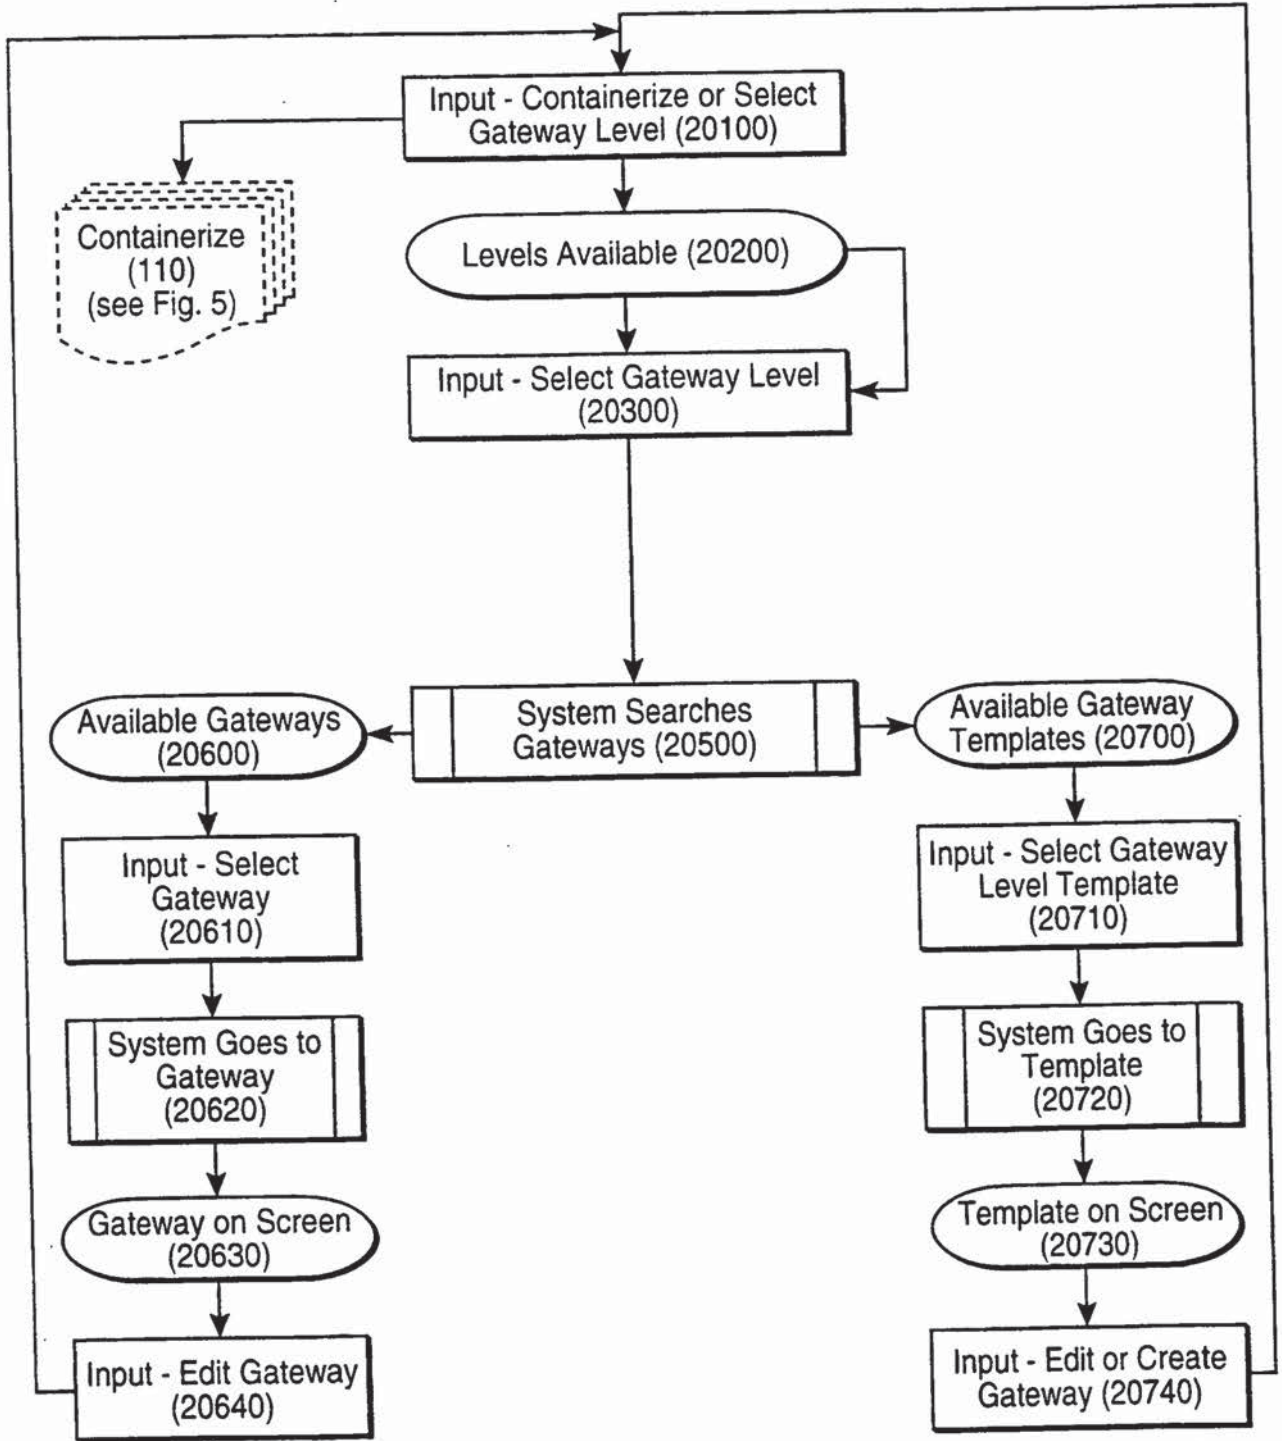 Input - Containerize or Select
Gateway Level (20100)
Containerize
(110)
(see Fig. 5)
Levels Available (20200)
Input - Select Gateway Level
(20300)
System Searches
Gateways (20500)
Available Gateways
(20600)
Input - Select
Gateway
(20610)
System Goes to
Gateway
(20620)
Gateway on Screen
(20630)
Input - Edit Gateway
(20640)
Available Gateway
Templates (20700)
Input - Select Gateway
Level Template
(20710)
System Goes to
Template
(20720)
Template on Screen
(20730)
Input - Edit or Create
Gateway (20740)